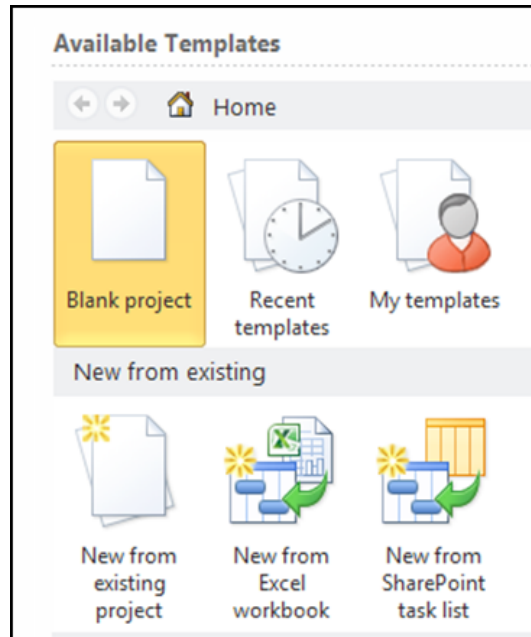 Available Templates
Home
Blank project
Recent
templates
My templates
New from existing
New from
existing
project
New from
Excel
workbook
New from
SharePoint
task list